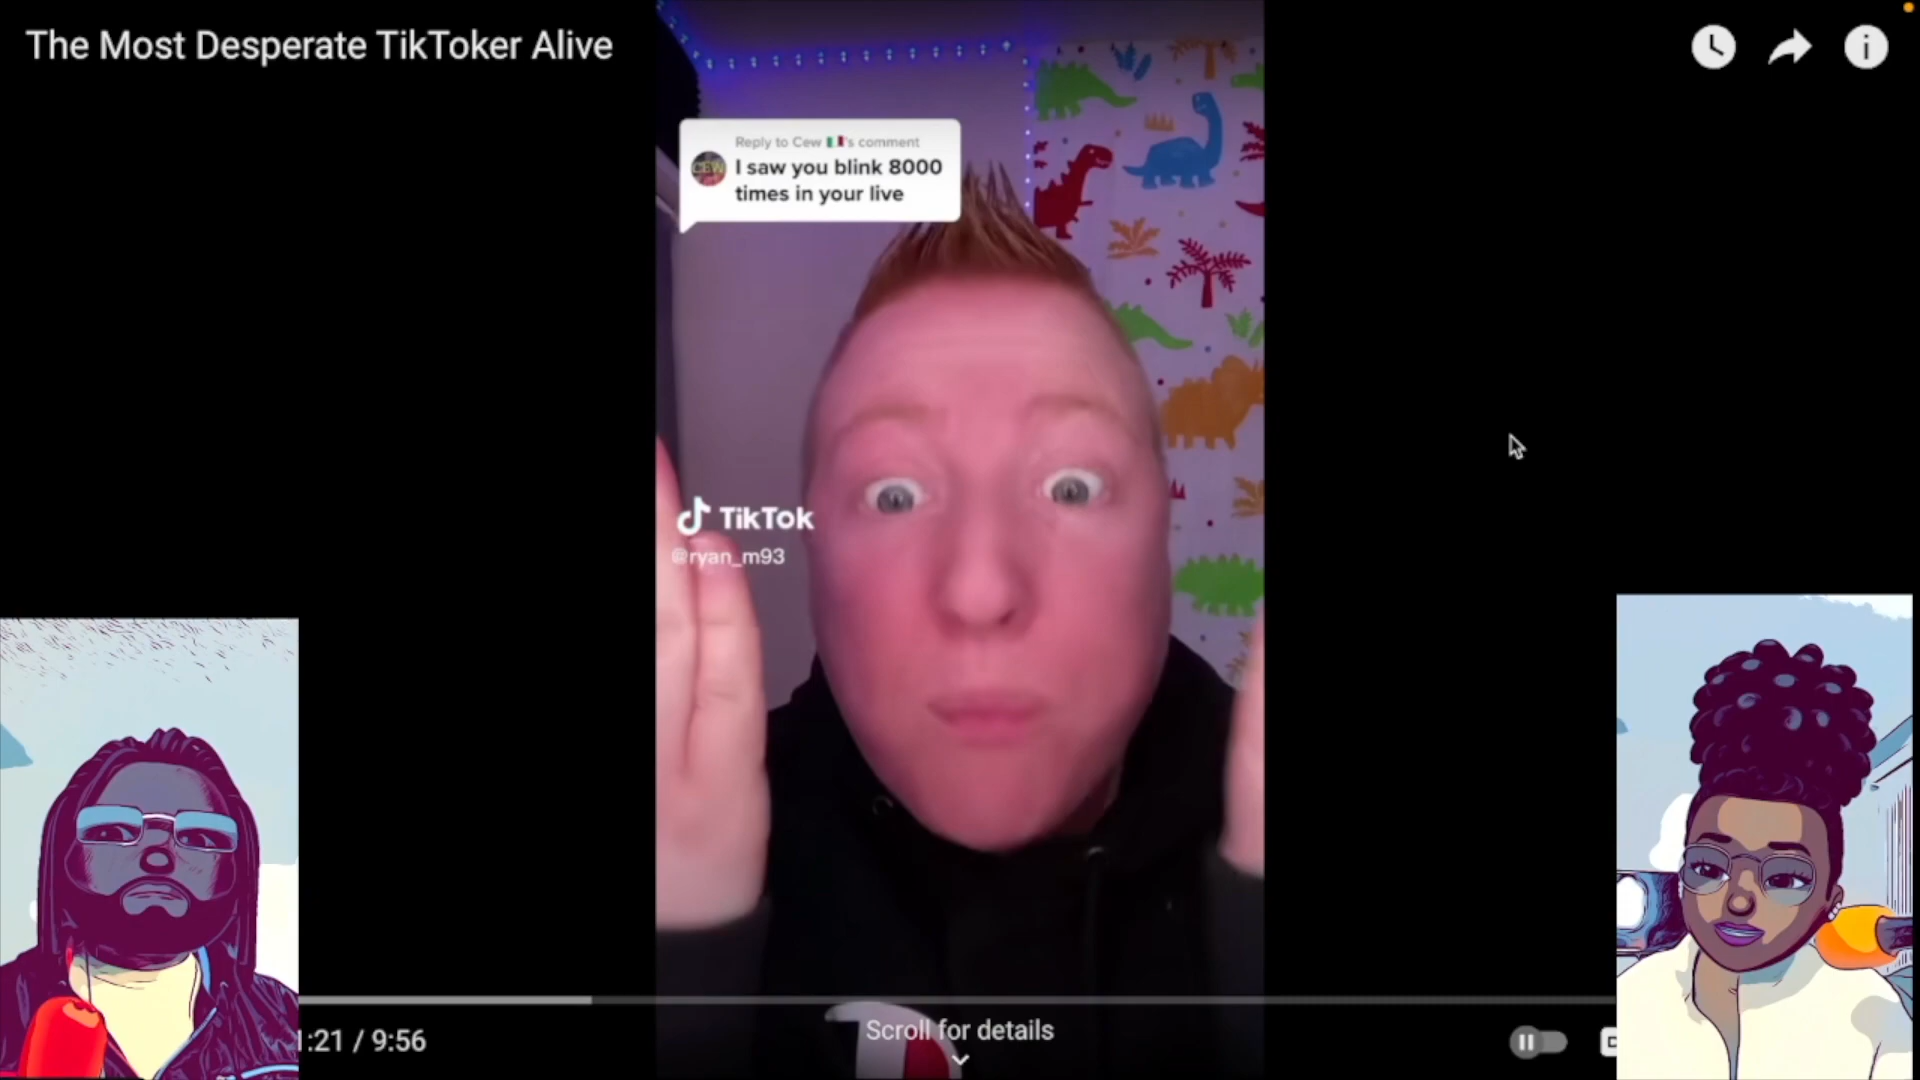 The Most Desperate TikToker Alive
Reply to Cew 🇮🇹's comment
CEW
I saw you blink 8000
times in your live
TikTok
@ryan_m93
1:21 / 9:56
Scroll for details